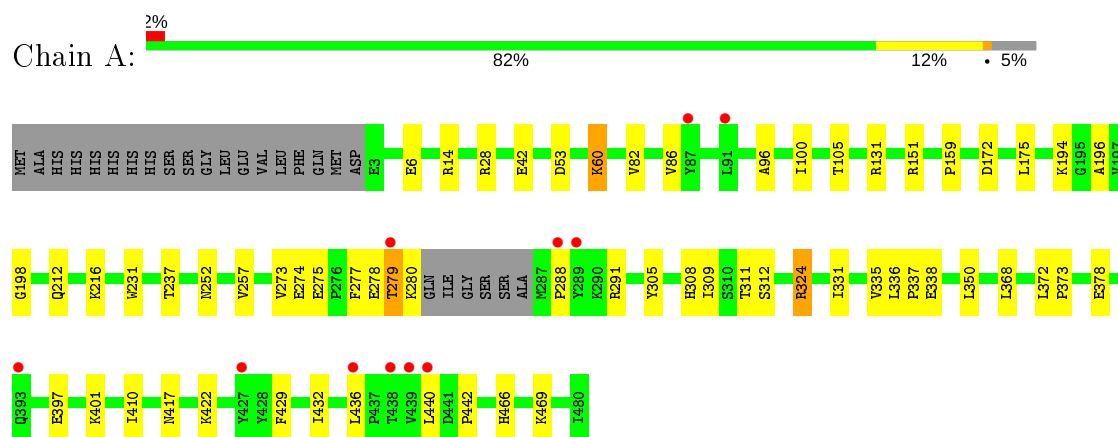 2%
Chain A:
82% 12% • 5%
MET ALA HIS HIS HIS HIS HIS HIS SER SER GLY LEU GLU VAL LEU PHE GLN MET ASP E3 E6 R14 R28 E42 D53 K60 V82 V86 Y87 L91 A96 I100 T105 R131 R151 P159 D172 L175 K194 G195 A196 V197
G198 Q212 K216 W231 T237 N252 V257 V273 E274 E275 P276 F277 E278 T279 K280 GLN ILE GLY SER SER ALA M287 P288 Y289 K290 R291 Y305 H308 I309 S310 T311 S312 R324 I331 V335 L336 P337 E338 L350 L368 L372 P373 E378
Q393 E397 K401 I410 N417 K422 Y427 Y428 F429 I432 L436 P437 T438 V439 L440 D441 P442 H466 K469 I480